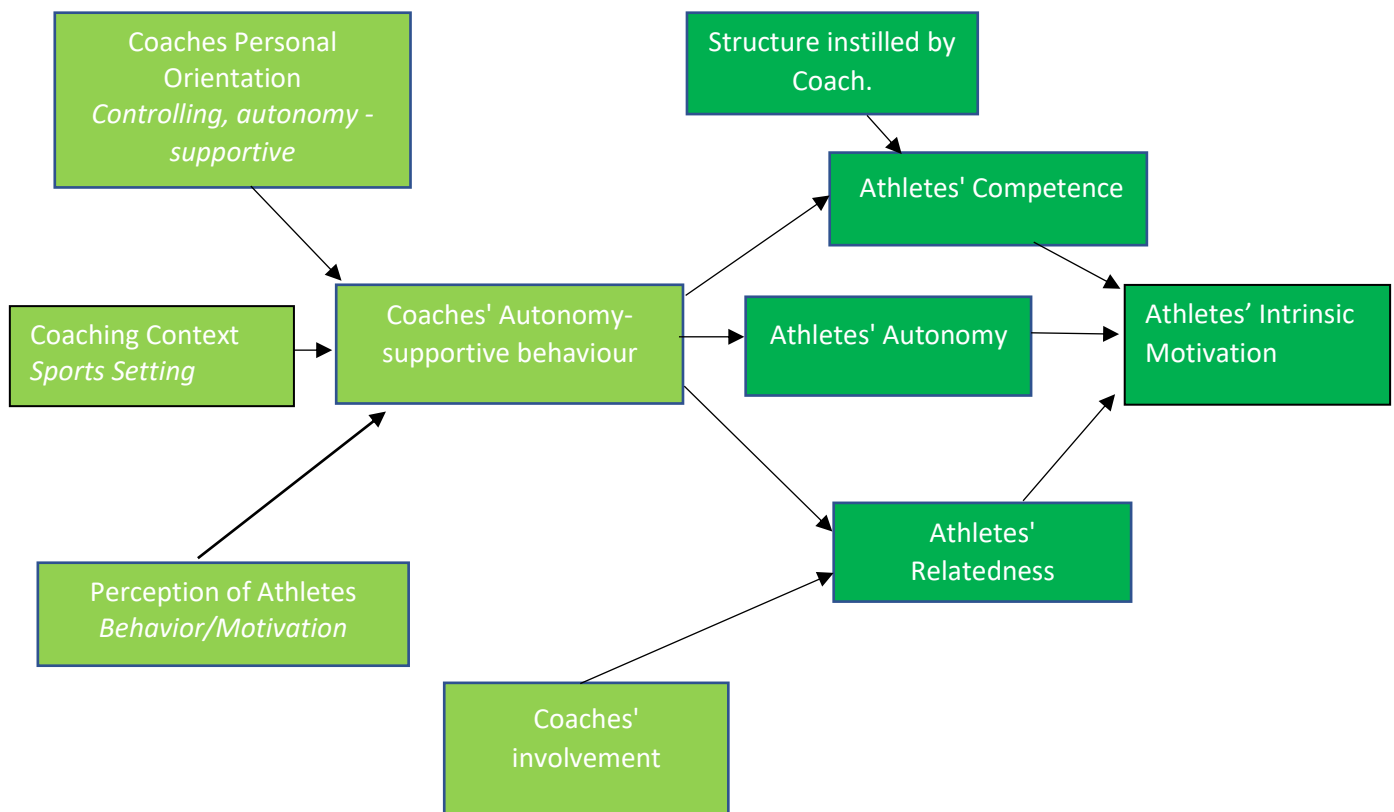 Coaches Personal
Orientation
Controlling, autonomy -
supportive
Structure instilled by
Coach.
Athletes' Competence
Coaching Context
Sports Setting
Coaches' Autonomy-
supportive behaviour
Athletes' Autonomy
Athletes’ Intrinsic
Motivation
Perception of Athletes
Behavior/Motivation
Athletes'
Relatedness
Coaches'
involvement